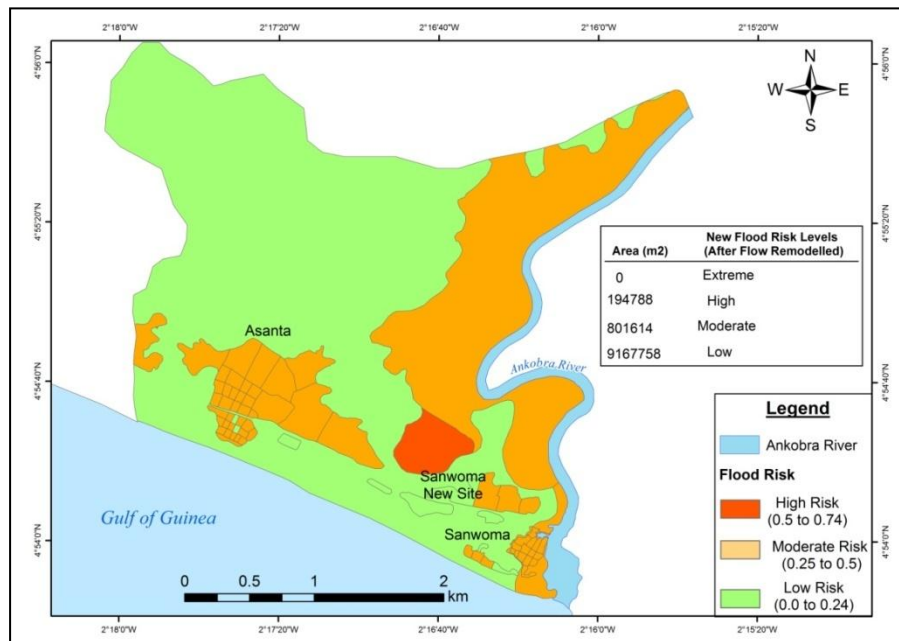 2°18'0"W 2°17'20"W 2°16'40"W 2°16'0"W 2°15'20"W
4°56'0"N
4°56'0"N
N
W E
S
4°55'20"N
4°55'20"N
Area (m2) New Flood Risk Levels
(After Flow Remodelled)
0 Extreme
194788 High
801614 Moderate
9167758 Low
Asanta
Ankobra River
4°54'40"N
4°54'40"N
Legend
Ankobra River
Flood Risk
High Risk
(0.5 to 0.74)
Moderate Risk
(0.25 to 0.5)
Low Risk
(0.0 to 0.24)
Sanwoma
New Site
Gulf of Guinea
Sanwoma
4°54'0"N
4°54'0"N
0 0.5 1 2
km
2°18'0"W 2°17'20"W 2°16'40"W 2°16'0"W 2°15'20"W